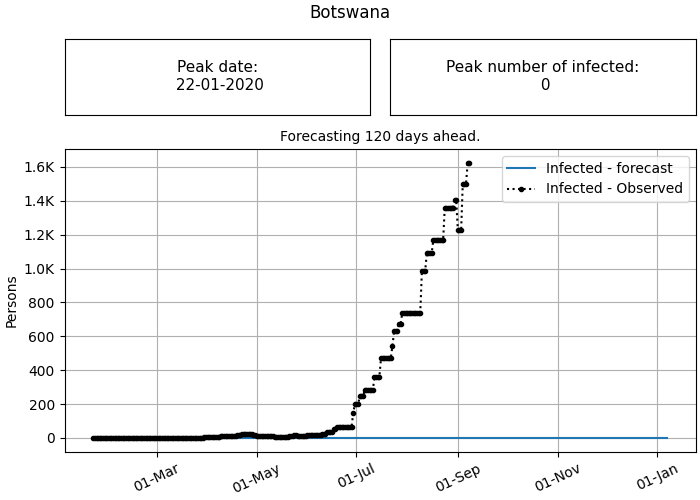 Botswana
Peak date:
22-01-2020
Peak number of infected:
0
Forecasting 120 days ahead.
Infected - forecast
Infected - Observed
Persons
1.6K
1.4K
1.2K
1.0K
800
600
400
200
0
01-Mar
01-May
01-Jul
01-Sep
01-Nov
01-Jan